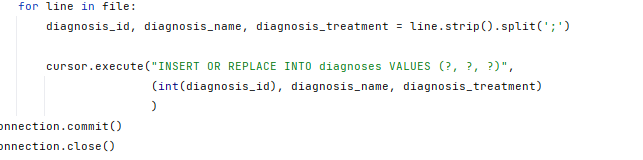 for line in file:
diagnosis_id, diagnosis_name, diagnosis_treatment = line.strip().split(';')
cursor.execute("INSERT OR REPLACE INTO diagnoses VALUES (?, ?, ?)",
(int(diagnosis_id), diagnosis_name, diagnosis_treatment)
)
onnection.commit()
onnection.close()